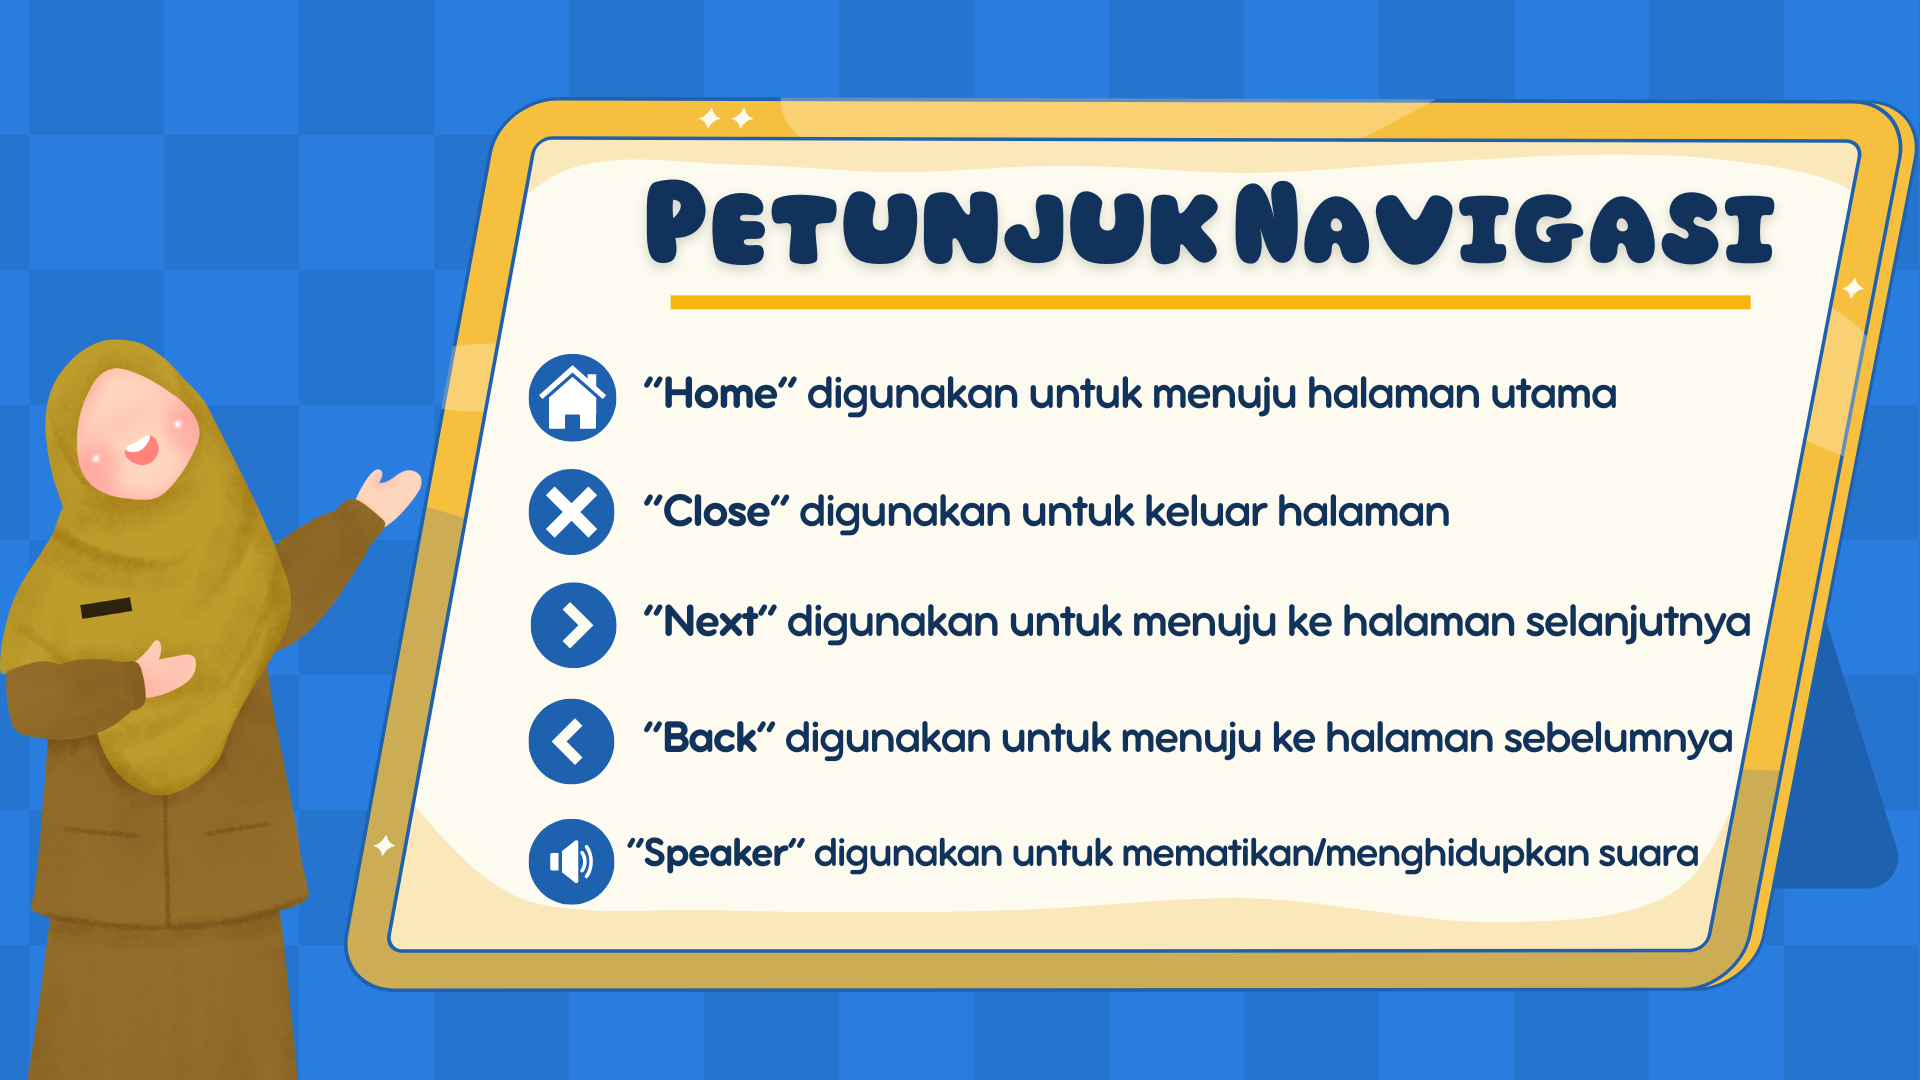 PETUNJUK NAVIGASI
"Home" digunakan untuk menuju halaman utama
"Close" digunakan untuk keluar halaman
"Next" digunakan untuk menuju ke halaman selanjutnya
"Back" digunakan untuk menuju ke halaman sebelumnya
"Speaker" digunakan untuk mematikan/menghidupkan suara